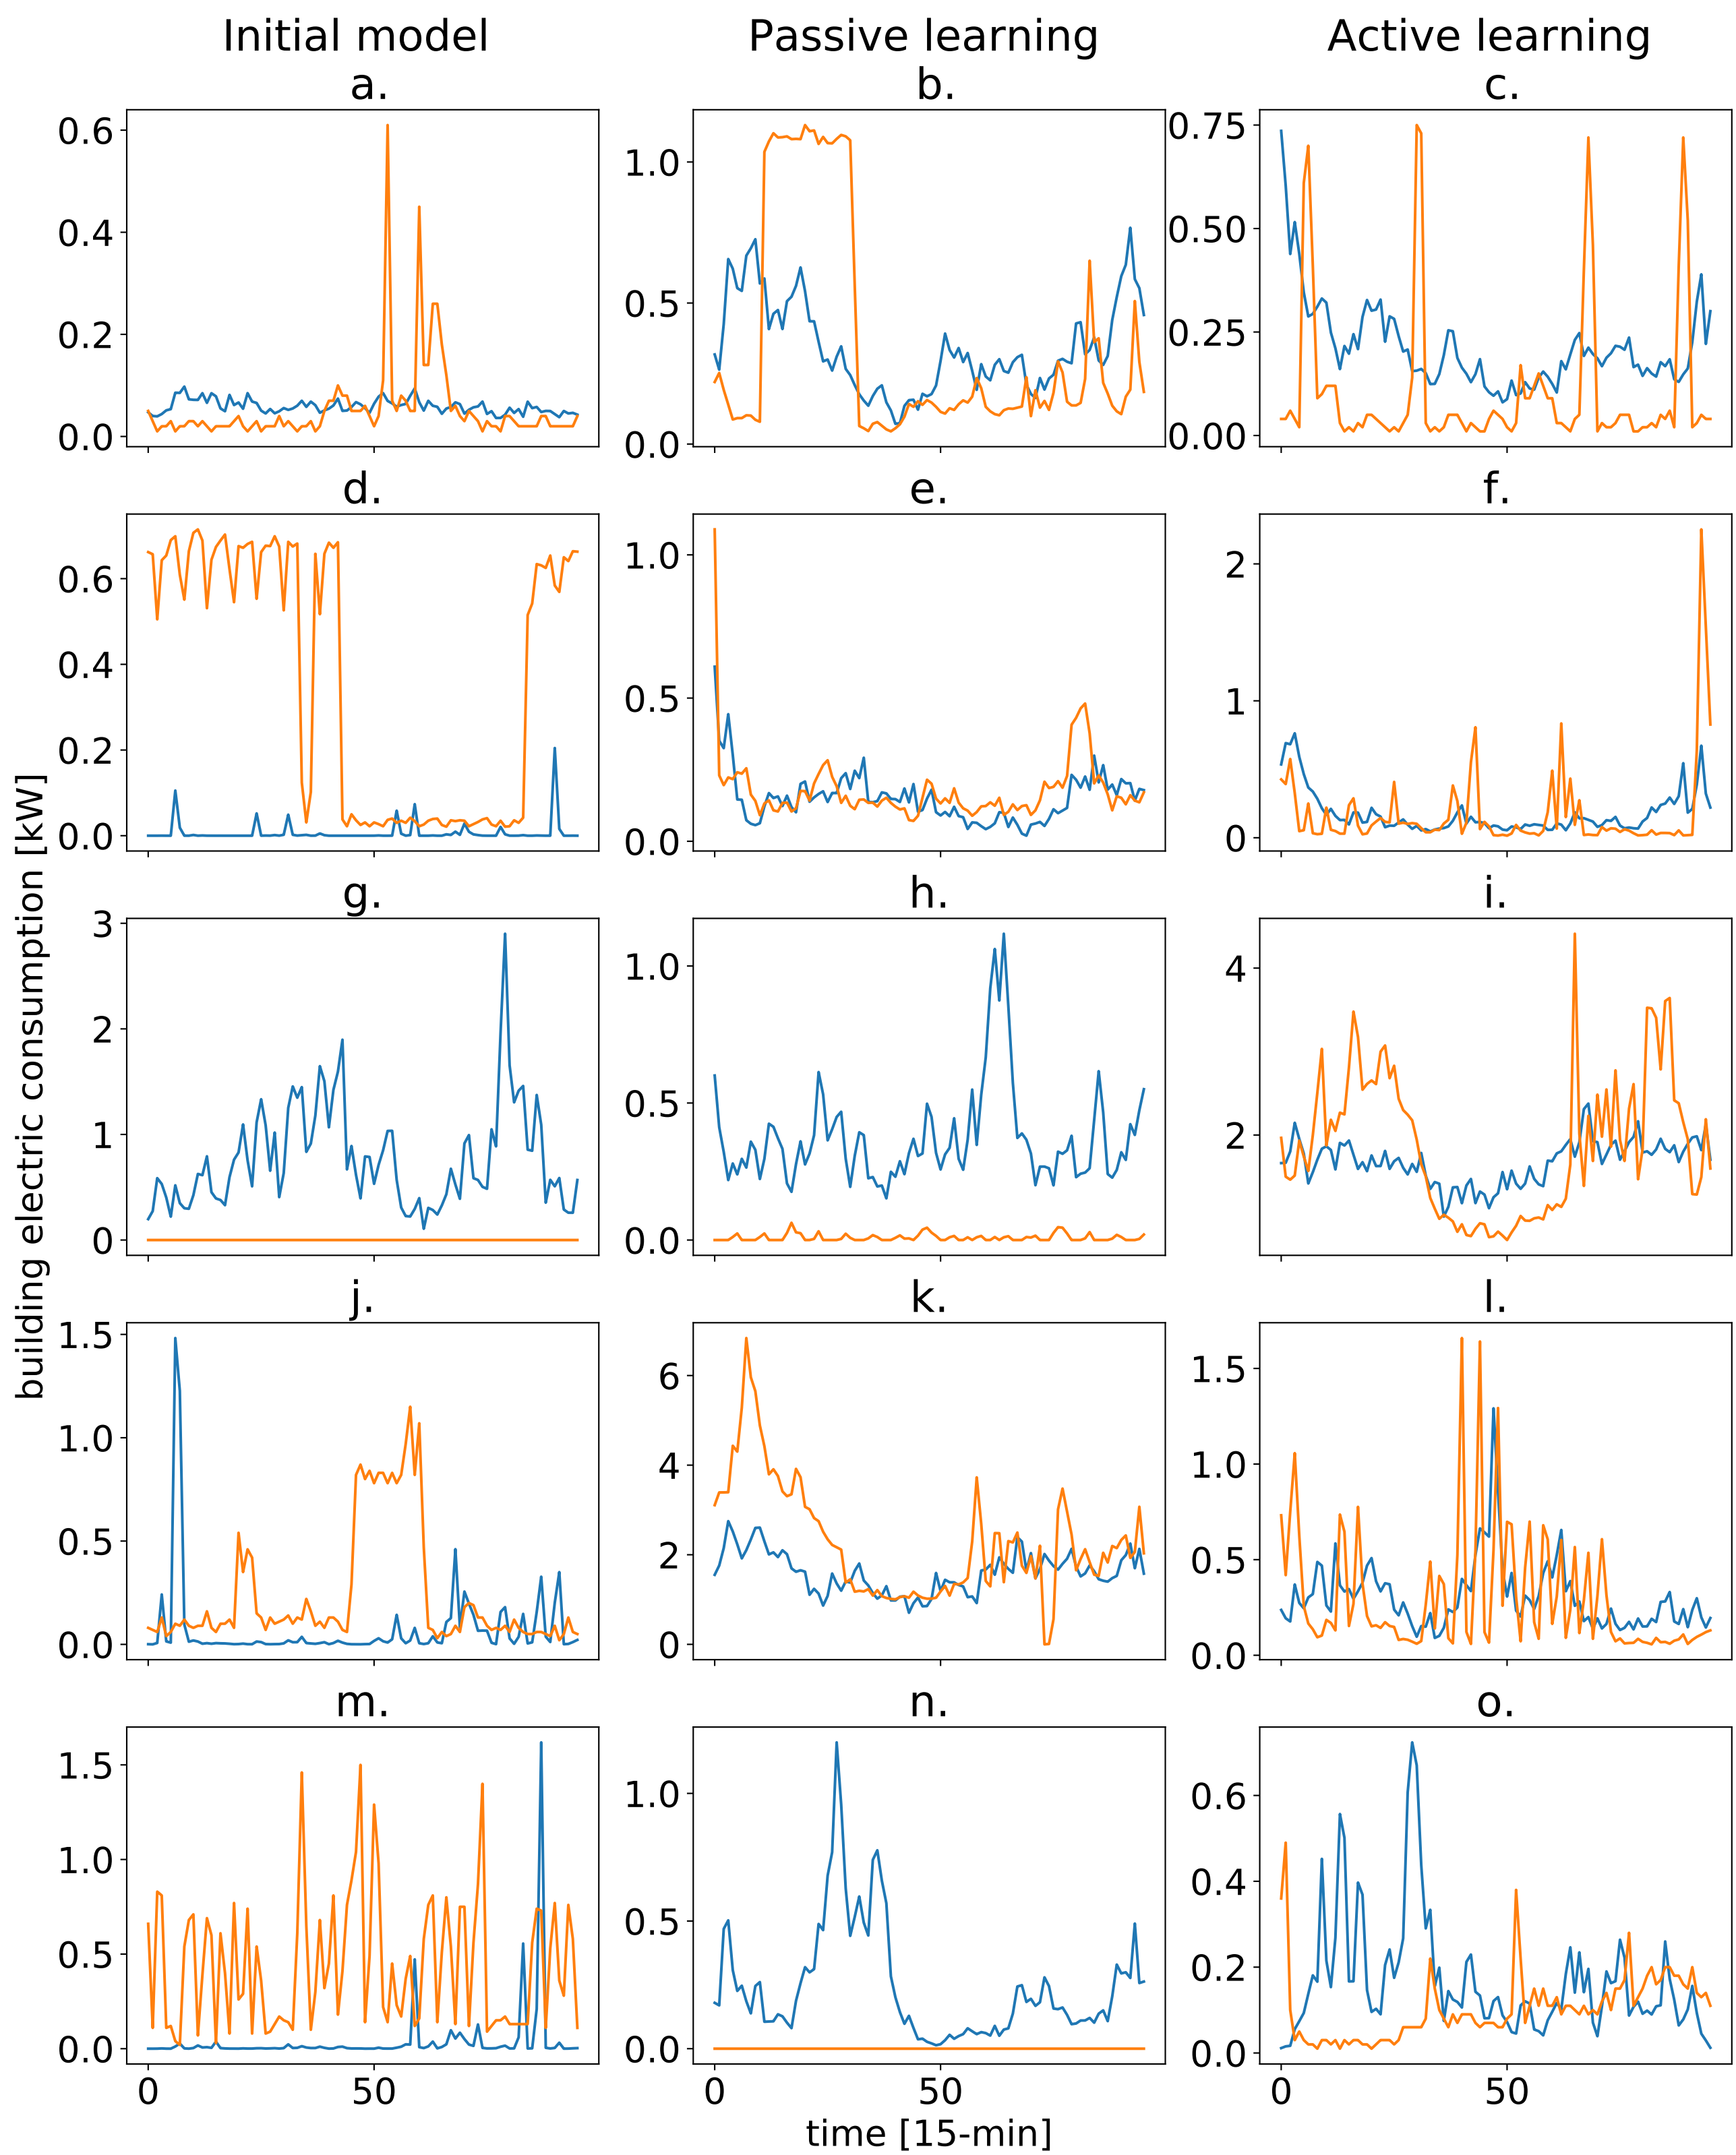 Initial model Passive learning Active learning
a. b. c.
0.6 1.0 0.75
0.4 0.5 0.50
0.2 0.0 0.25
0.0 0.00
d. e. f.
0.6 1.0 2
0.4 0.5 1
0.2 0.0 0
0.0
g. h. i.
3 1.0 4
2 0.5 2
1 0.0
0
j. k. l.
1.5 6 1.5
1.0 4 1.0
0.5 2 0.5
0.0 0 0.0
m. n. o.
1.5 1.0 0.6
1.0 0.5 0.4
0.5 0.0 0.2
0.0 0.0
0 50 0 50 0 50
time [15-min]
building electric consumption [kW]